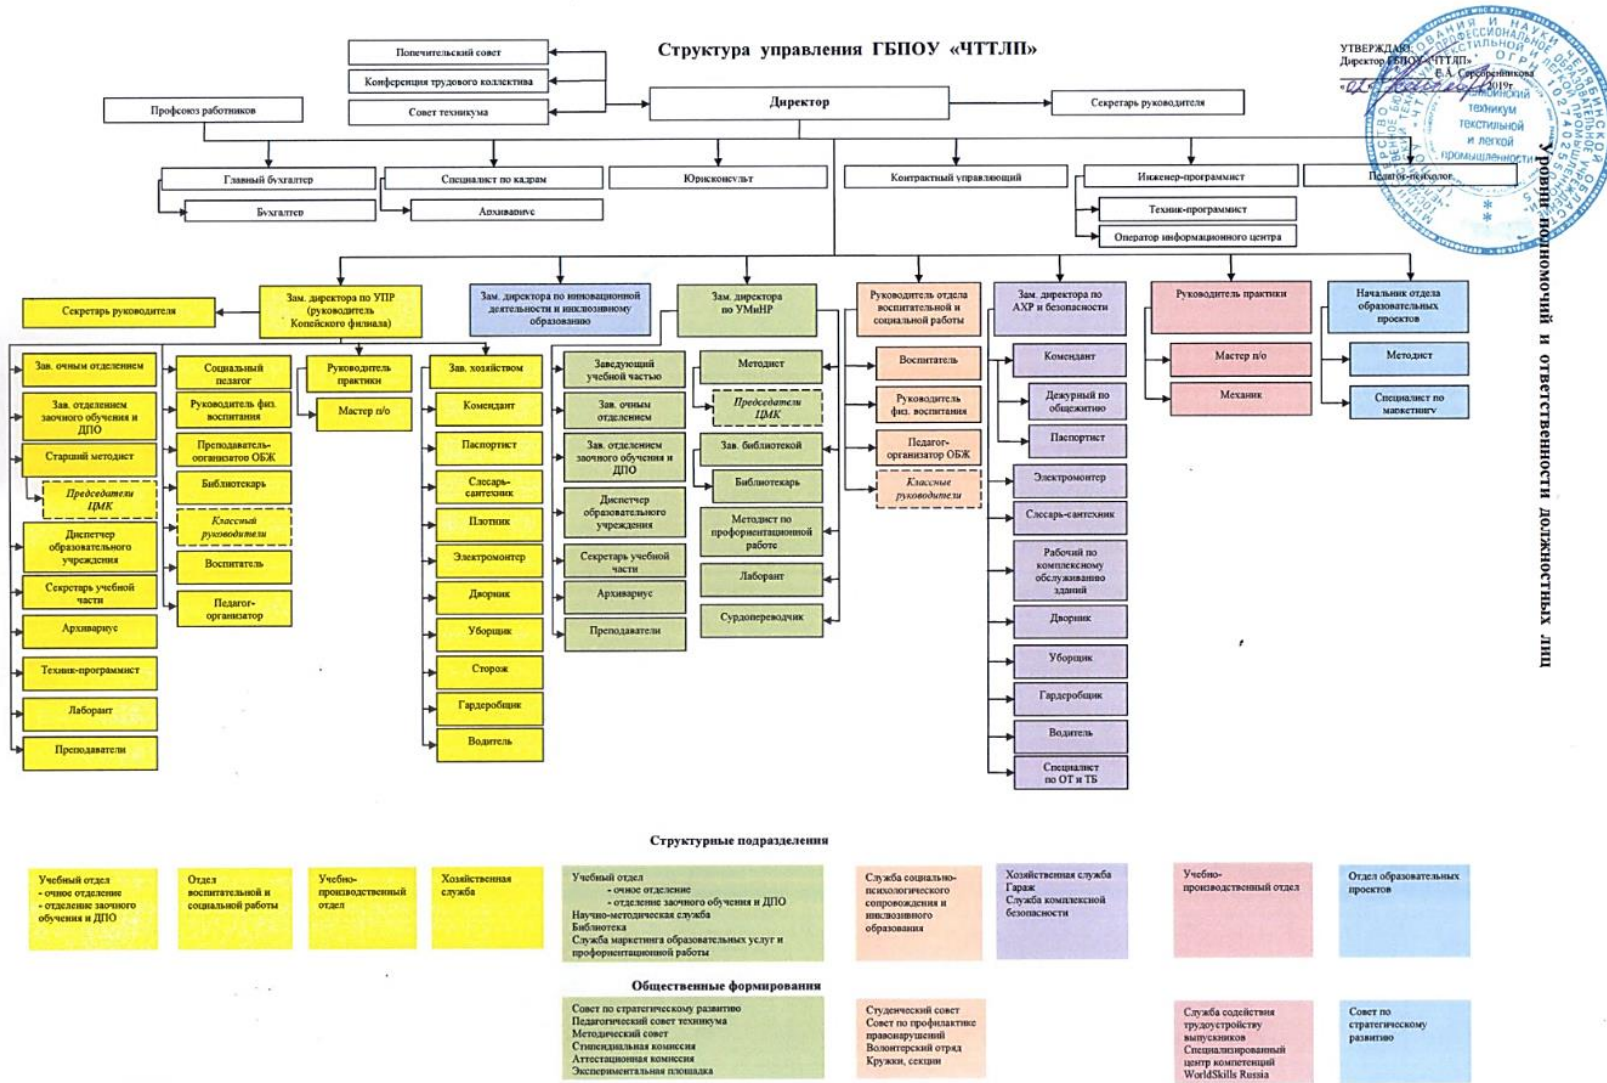 Структура управления ГБПОУ «ЧТТЛП»
УТВЕРЖДАЮ:
Директор ГБПОУ «ЧТТЛП»
Е.А. Серебренникова
2019г.
Попечительский совет
Конференция трудового коллектива
Совет техникума
Профсоюз работников
Директор
Секретарь руководителя
Главный бухгалтер
Бухгалтер
Специалист по кадрам
Архивариус
Юрисконсульт
Контрактный управляющий
Инженер-программист
Техник-программист
Оператор информационного центра
Педагог-психолог
челябинский
техникум
текстильной
и легкой
промышленности
Уровни полномочий и ответственности должностных лиц
Секретарь руководителя
Зам. директора по УПР
(руководитель
Копейского филиала)
Зам. директора по инновационной
деятельности и инклюзивному
образованию
Зам. директора
по УМиНР
Руководитель отдела
воспитательной и
социальной работы
Зам. директора по
АХР и безопасности
Руководитель практики
Начальник отдела
образовательных
проектов
Зав. очным отделением
Зав. отделением
заочного обучения и
ДПО
Старший методист
Председатели
ЦМК
Диспетчер
образовательного
учреждения
Секретарь учебной
части
Архивариус
Техник-программист
Лаборант
Преподаватели
Социальный
педагог
Руководитель физ.
воспитания
Преподаватель-
организатор ОБЖ
Библиотекарь
Классный
руководители
Воспитатель
Педагог-
организатор
Руководитель
практики
Мастер п/о
Зав. хозяйством
Комендант
Паспортист
Слесарь-
сантехник
Плотник
Электромонтер
Дворник
Уборщик
Сторож
Гардеробщик
Водитель
Заведующий
учебной частью
Зав. очным
отделением
Зав. отделением
заочного обучения и
ДПО
Диспетчер
образовательного
учреждения
Секретарь учебной
части
Архивариус
Преподаватели
Методист
Председатели
ЦМК
Зав. библиотекой
Библиотекарь
Методист по
профориентационной
работе
Лаборант
Сурдопереводчик
Воспитатель
Руководитель
физ. воспитания
Педагог-
организатор ОБЖ
Классные
руководители
Комендант
Дежурный по
общежитию
Паспортист
Электромонтер
Слесарь-сантехник
Рабочий по
комплексному
обслуживанию
зданий
Дворник
Уборщик
Гардеробщик
Водитель
Специалист
по ОТ и ТБ
Мастер п/о
Механик
Методист
Специалист по
маркетингу
Структурные подразделения
Учебный отдел
- очное отделение
- отделение заочного
обучения и ДПО
Отдел
воспитательной и
социальной работы
Учебно-
производственный
отдел
Хозяйственная
служба
Учебный отдел
- очное отделение
- отделение заочного обучения и ДПО
Научно-методическая служба
Библиотека
Служба маркетинга образовательных услуг и
профориентационной работы
Служба социально-
психологического
сопровождения и
инклюзивного
образования
Хозяйственная служба
Гараж
Служба комплексной
безопасности
Учебно-
производственный отдел
Отдел образовательных
проектов
Общественные формирования
Совет по стратегическому развитию
Педагогический совет техникума
Методический совет
Стипендиальная комиссия
Аттестационная комиссия
Экспериментальная площадка
Студенческий совет
Совет по профилактике
правонарушений
Волонтерский отряд
Кружки, секции
Служба содействия
трудоустройству
выпускников
Специализированный
центр компетенций
WorldSkills Russia
Совет по
стратегическому
развитию